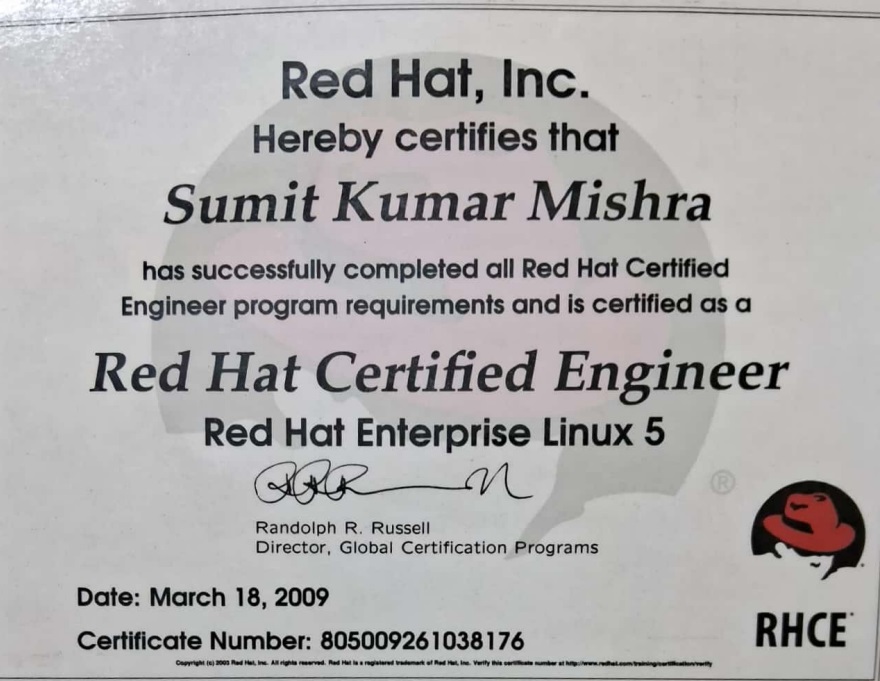 Red Hat, Inc.
Hereby certifies that
Sumit Kumar Mishra
has successfully completed all Red Hat Certified
Engineer program requirements and is certified as a
Red Hat Certified Engineer
Red Hat Enterprise Linux 5
Randolph R. Russell
Director, Global Certification Programs
®
Date: March 18, 2009
Certificate Number: 805009261038176
RHCE
Copyright (c) 2003 Red Hat, Inc. All rights reserved. Red Hat is a registered trademark of Red Hat, Inc. Verify this certificate number at http://www.redhat.com/training/certification/verify